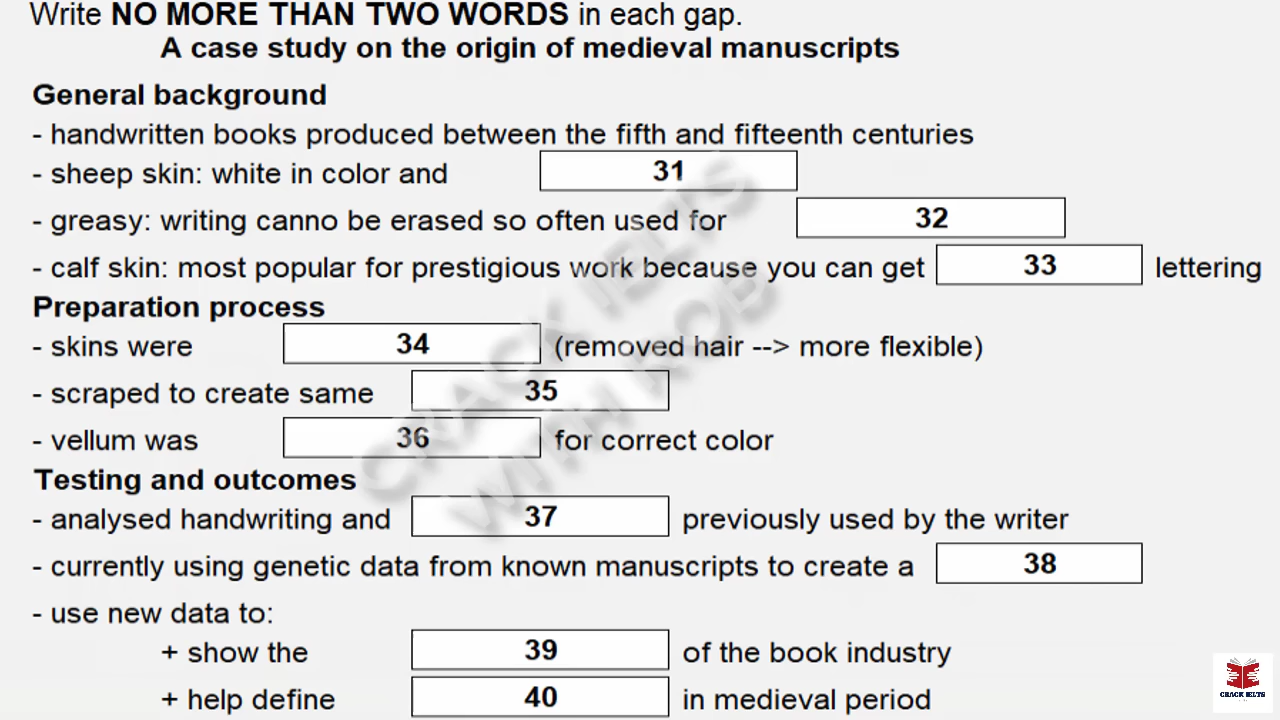 Write NO MORE THAN TWO WORDS in each gap.
A case study on the origin of medieval manuscripts
General background
- handwritten books produced between the fifth and fifteenth centuries
- sheep skin: white in color and 31
- greasy: writing canno be erased so often used for 32
- calf skin: most popular for prestigious work because you can get 33 lettering
Preparation process
- skins were 34 (removed hair --> more flexible)
- scraped to create same 35
- vellum was 36 for correct color
Testing and outcomes
- analysed handwriting and 37 previously used by the writer
- currently using genetic data from known manuscripts to create a 38
- use new data to:
+ show the 39 of the book industry
+ help define 40 in medieval period
CRACK IELTS
WITH ROB
CRACK IELTS